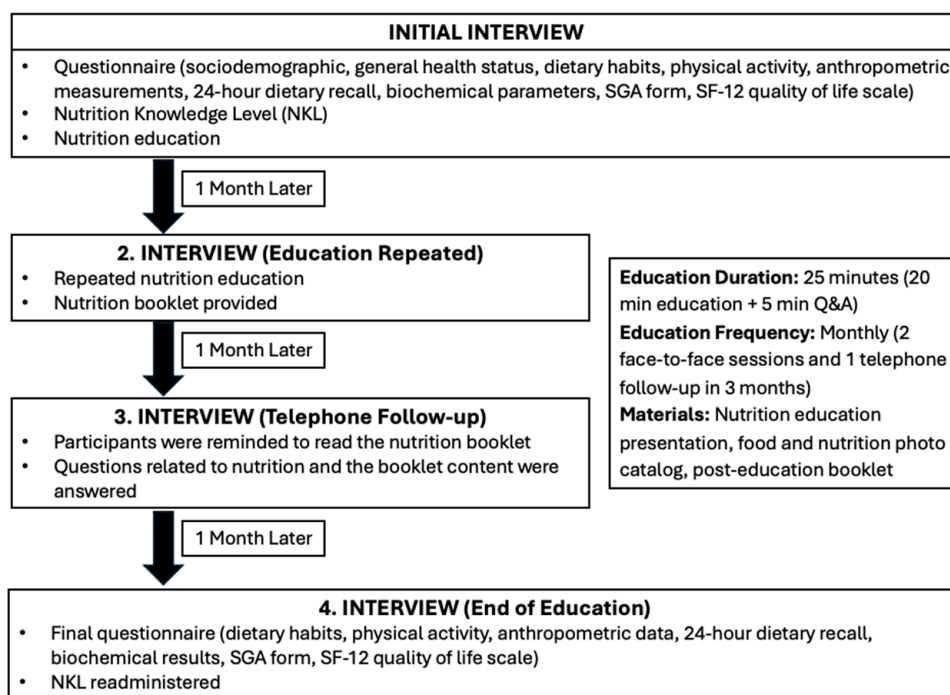 INITIAL INTERVIEW
• Questionnaire (sociodemographic, general health status, dietary habits, physical activity, anthropometric
measurements, 24-hour dietary recall, biochemical parameters, SGA form, SF-12 quality of life scale)
• Nutrition Knowledge Level (NKL)
• Nutrition education
1 Month Later
2. INTERVIEW (Education Repeated)
• Repeated nutrition education
• Nutrition booklet provided
1 Month Later
3. INTERVIEW (Telephone Follow-up)
• Participants were reminded to read the nutrition booklet
• Questions related to nutrition and the booklet content were
answered
Education Duration: 25 minutes (20
min education + 5 min Q&A)
Education Frequency: Monthly (2
face-to-face sessions and 1 telephone
follow-up in 3 months)
Materials: Nutrition education
presentation, food and nutrition photo
catalog, post-education booklet
1 Month Later
4. INTERVIEW (End of Education)
• Final questionnaire (dietary habits, physical activity, anthropometric data, 24-hour dietary recall,
biochemical results, SGA form, SF-12 quality of life scale)
• NKL readministered